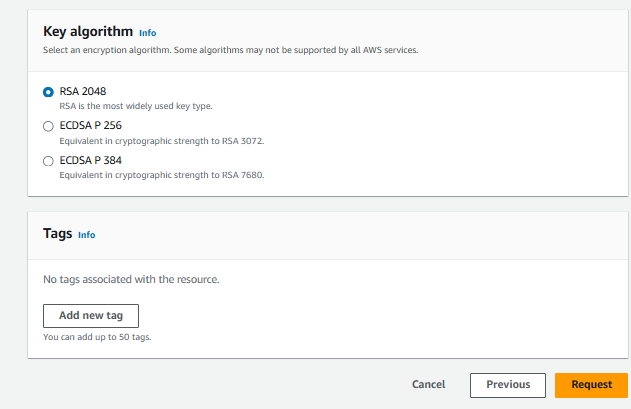 Key algorithm Info
Select an encryption algorithm. Some algorithms may not be supported by all AWS services.
RSA 2048
RSA is the most widely used key type.
ECDSA P 256
Equivalent in cryptographic strength to RSA 3072.
ECDSA P 384
Equivalent in cryptographic strength to RSA 7680.
Tags Info
No tags associated with the resource.
Add new tag
You can add up to 50 tags.
Cancel Previous Request